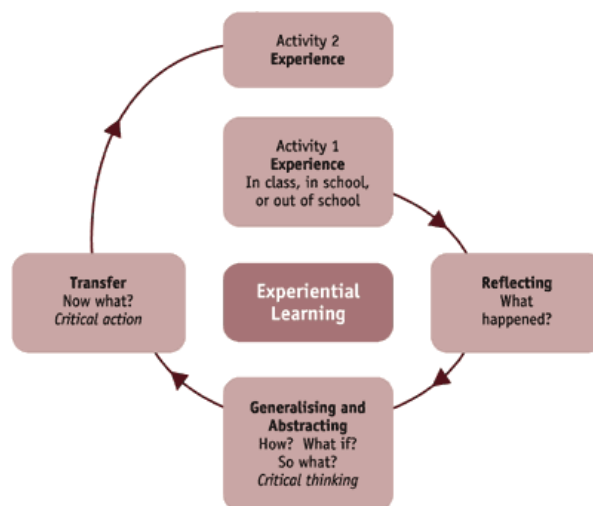 Activity 2
Experience
Activity 1
Experience
In class, in school,
or out of school
Transfer
Now what?
Critical action
Experiential
Learning
Reflecting
What
happened?
Generalising and
Abstracting
How? What if?
So what?
Critical thinking